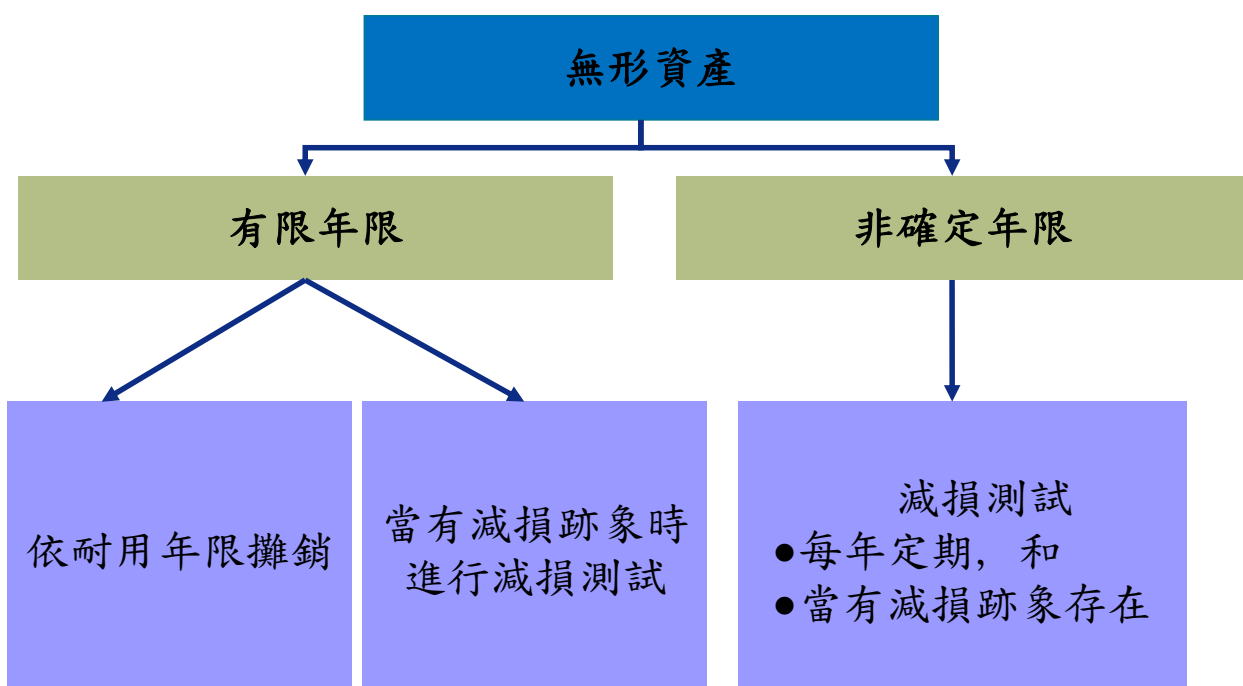 無形資產
有限年限
非確定年限
依耐用年限攤銷
當有減損跡象時
進行減損測試
減損測試
●每年定期，和
●當有減損跡象存在